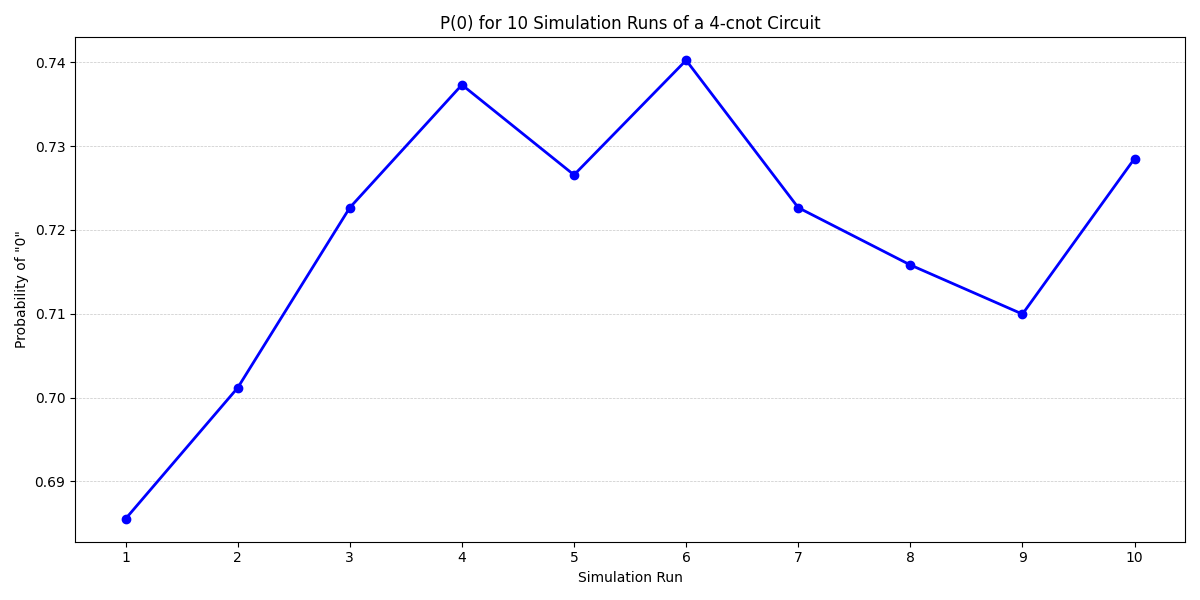 P(0) for 10 Simulation Runs of a 4-cnot Circuit
Probability of "0"
0.74
0.73
0.72
0.71
0.70
0.69
1 2 3 4 5 6 7 8 9 10
Simulation Run